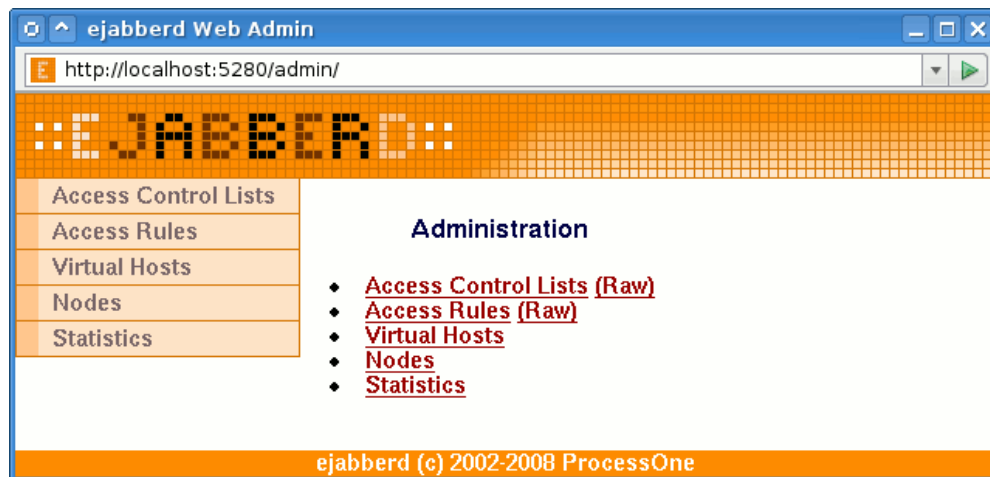 ejabberd Web Admin
http://localhost:5280/admin/
::EJABBERD::
Access Control Lists
Access Rules
Virtual Hosts
Nodes
Statistics
Administration
Access Control Lists (Raw)
Access Rules (Raw)
Virtual Hosts
Nodes
Statistics
ejabberd (c) 2002-2008 ProcessOne